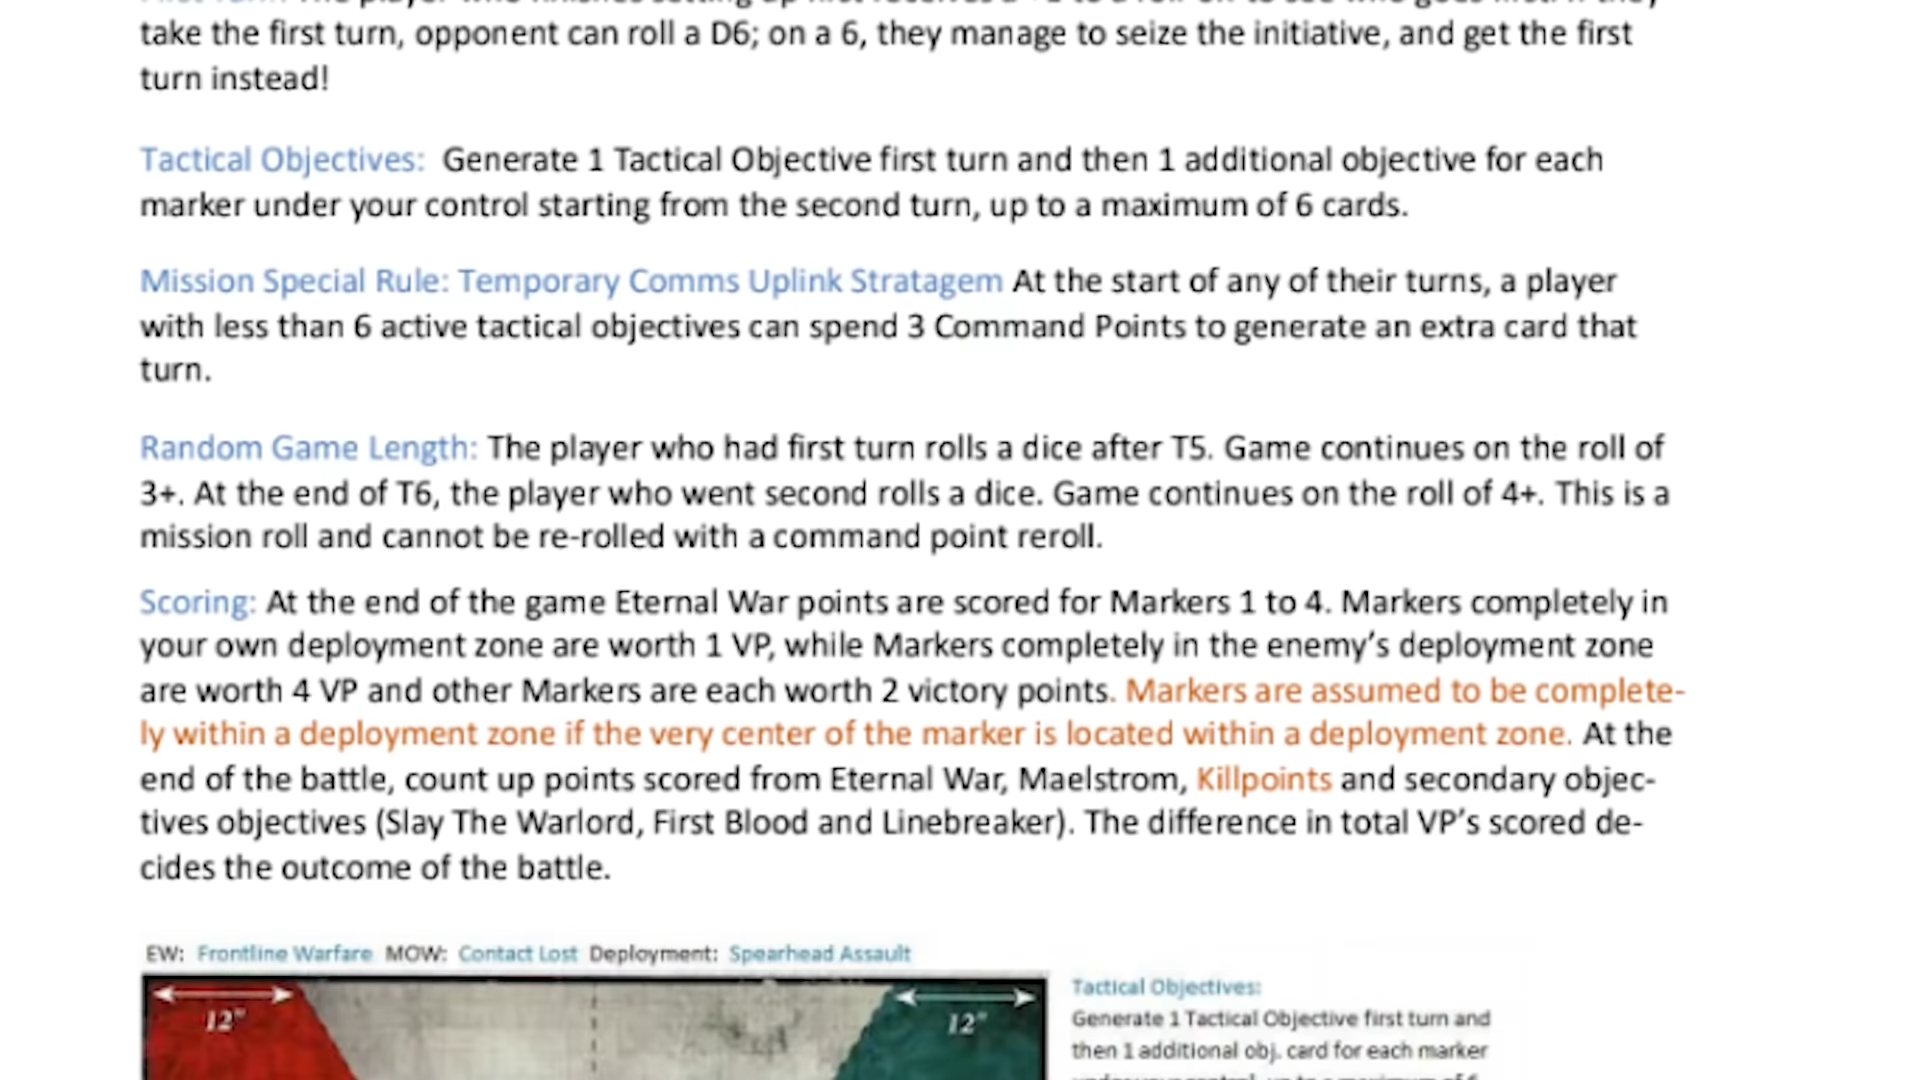 take the first turn, opponent can roll a D6; on a 6, they manage to seize the initiative, and get the first
turn instead!
Tactical Objectives: Generate 1 Tactical Objective first turn and then 1 additional objective for each
marker under your control starting from the second turn, up to a maximum of 6 cards.
Mission Special Rule: Temporary Comms Uplink Stratagem At the start of any of their turns, a player
with less than 6 active tactical objectives can spend 3 Command Points to generate an extra card that
turn.
Random Game Length: The player who had first turn rolls a dice after T5. Game continues on the roll of
3+. At the end of T6, the player who went second rolls a dice. Game continues on the roll of 4+. This is a
mission roll and cannot be re-rolled with a command point reroll.
Scoring: At the end of the game Eternal War points are scored for Markers 1 to 4. Markers completely in
your own deployment zone are worth 1 VP, while Markers completely in the enemy's deployment zone
are worth 4 VP and other Markers are each worth 2 victory points. Markers are assumed to be complete-
ly within a deployment zone if the very center of the marker is located within a deployment zone. At the
end of the battle, count up points scored from Eternal War, Maelstrom, Killpoints and secondary objec-
tives objectives (Slay The Warlord, First Blood and Linebreaker). The difference in total VP's scored de-
cides the outcome of the battle.
EW: Frontline Warfare MOW: Contact Lost Deployment: Spearhead Assault
12" 12"
Tactical Objectives:
Generate 1 Tactical Objective first turn and
then 1 additional obj. card for each marker